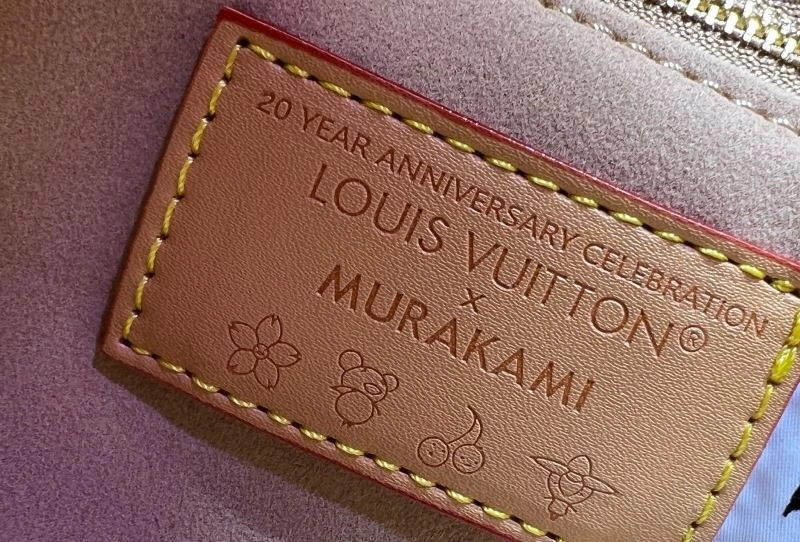 20 YEAR ANNIVERSARY CELEBRATION
LOUIS VUITTON®
x
MURAKAMI